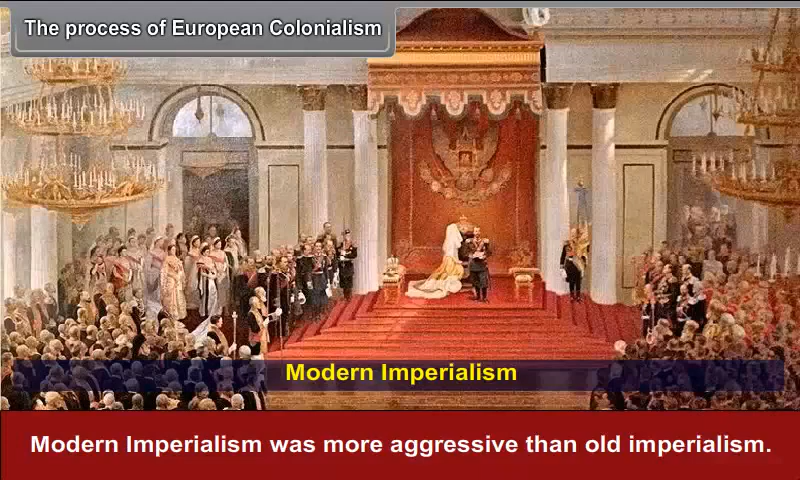 The process of European Colonialism
Modern Imperialism
Modern Imperialism was more aggressive than old imperialism.